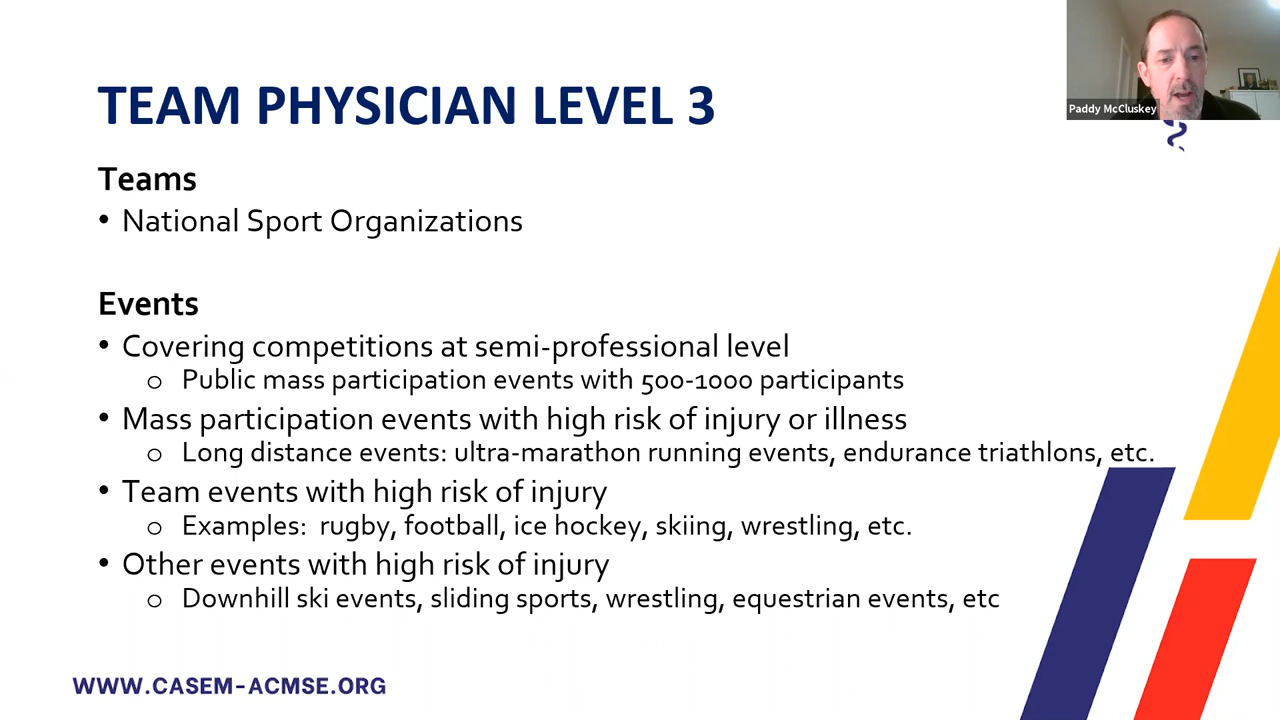 TEAM PHYSICIAN LEVEL 3
Paddy McCluskey
Teams
• National Sport Organizations
Events
• Covering competitions at semi-professional level
o Public mass participation events with 500-1000 participants
• Mass participation events with high risk of injury or illness
o Long distance events: ultra-marathon running events, endurance triathlons, etc.
• Team events with high risk of injury
o Examples: rugby, football, ice hockey, skiing, wrestling, etc.
• Other events with high risk of injury
o Downhill ski events, sliding sports, wrestling, equestrian events, etc
WWW.CASEM-ACMSE.ORG